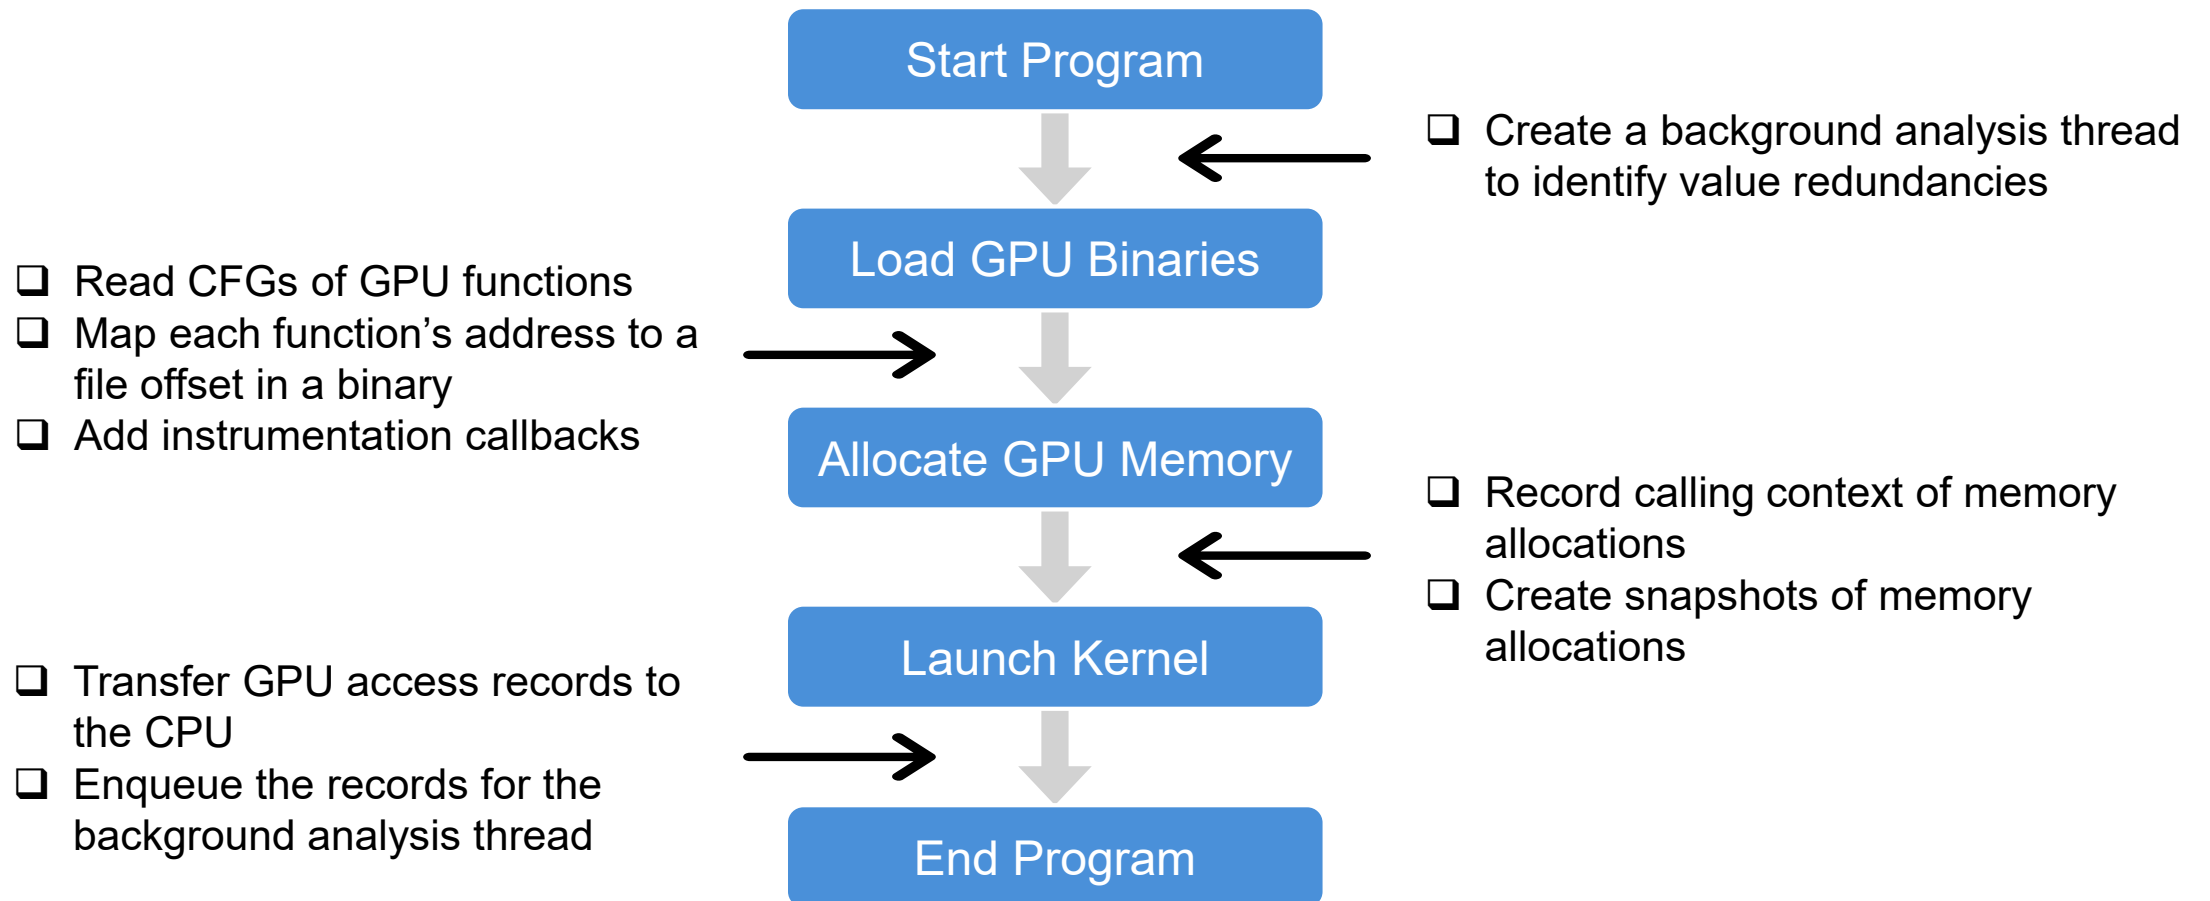 Start Program
Create a background analysis thread
to identify value redundancies
Load GPU Binaries
Read CFGs of GPU functions
Map each function’s address to a
file offset in a binary
Add instrumentation callbacks
Allocate GPU Memory
Record calling context of memory
allocations
Create snapshots of memory
allocations
Launch Kernel
Transfer GPU access records to
the CPU
Enqueue the records for the
background analysis thread
End Program